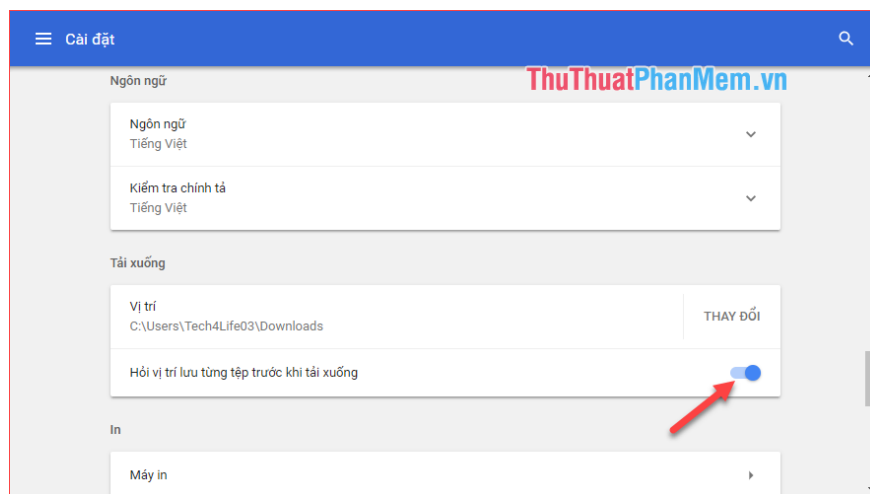 Cài đặt
ThuThuatPhanMem.vn
Ngôn ngữ
Ngôn ngữ
Tiếng Việt
Kiểm tra chính tả
Tiếng Việt
Tải xuống
Vị trí
C:\Users\Tech4Life03\Downloads
THAY ĐỔI
Hỏi vị trí lưu từng tệp trước khi tải xuống
In
Máy in